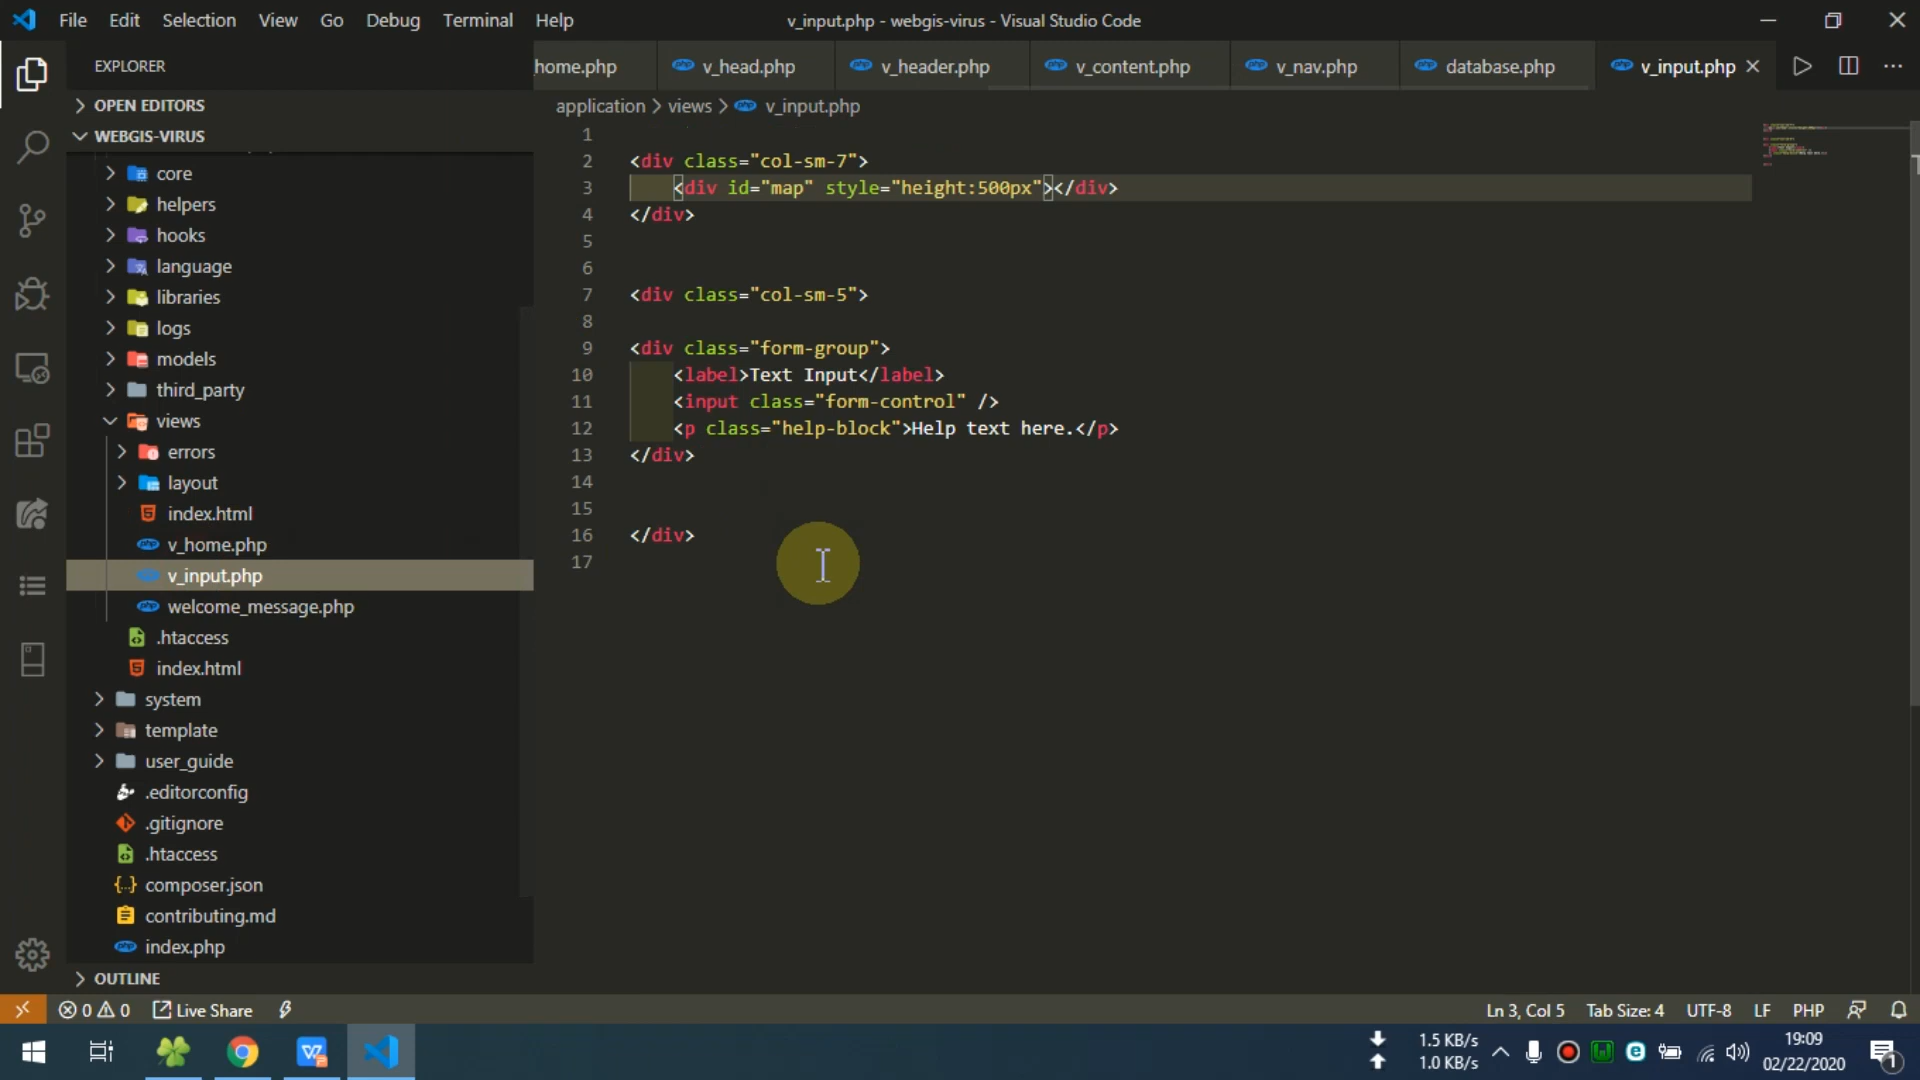 File Edit Selection View Go Debug Terminal Help
v_input.php - webgis-virus - Visual Studio Code
EXPLORER
home.php
v_head.php
v_header.php
v_content.php
v_nav.php
database.php
v_input.php
application > views > v_input.php
OPEN EDITORS
WEBGIS-VIRUS
core
helpers
hooks
language
libraries
logs
models
third_party
views
errors
layout
index.html
v_home.php
v_input.php
welcome_message.php
.htaccess
index.html
system
template
user_guide
.editorconfig
.gitignore
.htaccess
composer.json
contributing.md
index.php
OUTLINE
1
2 <div class="col-sm-7">
3 <div id="map" style="height:500px"></div>
4 </div>
5
6
7 <div class="col-sm-5">
8
9 <div class="form-group">
10 <label>Text Input</label>
11 <input class="form-control" />
12 <p class="help-block">Help text here.</p>
13 </div>
14
15
16 </div>
17
0 0 Live Share
Ln 3, Col 5 Tab Size: 4 UTF-8 LF PHP
1.5 KB/s
1.0 KB/s
19:09
02/22/2020
1